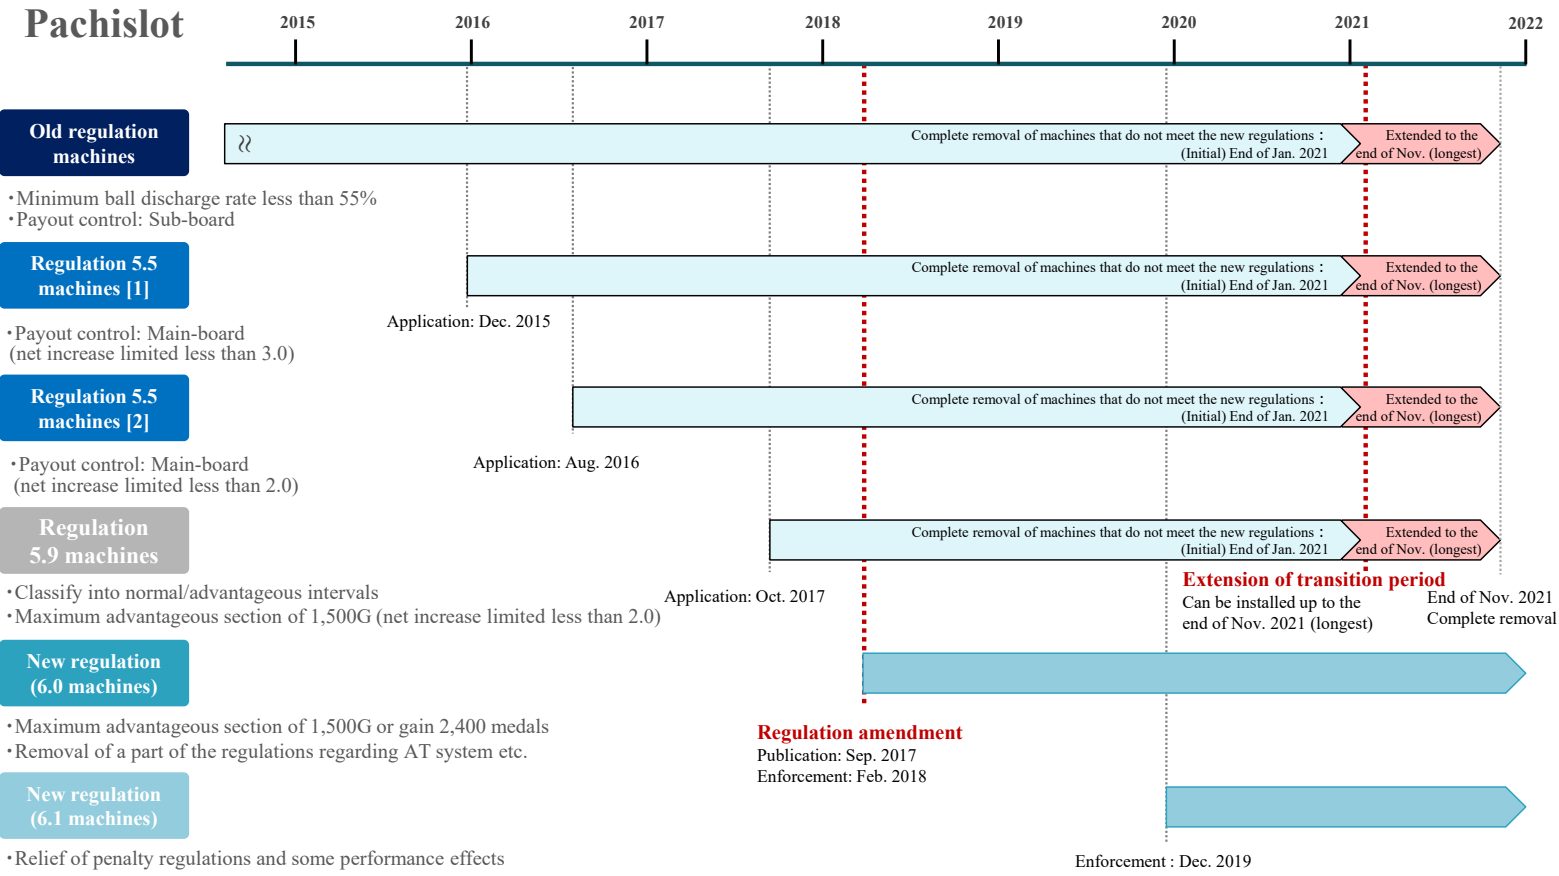 Pachislot
2015 2016 2017 2018 2019 2020 2021 2022
Old regulation
machines
Complete removal of machines that do not meet the new regulations：
(Initial) End of Jan. 2021
Extended to the
end of Nov. (longest)
・Minimum ball discharge rate less than 55%
・Payout control: Sub-board
Regulation 5.5
machines [1]
Complete removal of machines that do not meet the new regulations：
(Initial) End of Jan. 2021
Extended to the
end of Nov. (longest)
Application: Dec. 2015
・Payout control: Main-board
(net increase limited less than 3.0)
Regulation 5.5
machines [2]
Complete removal of machines that do not meet the new regulations：
(Initial) End of Jan. 2021
Extended to the
end of Nov. (longest)
Application: Aug. 2016
・Payout control: Main-board
(net increase limited less than 2.0)
Regulation
5.9 machines
Complete removal of machines that do not meet the new regulations：
(Initial) End of Jan. 2021
Extended to the
end of Nov. (longest)
・Classify into normal/advantageous intervals
・Maximum advantageous section of 1,500G (net increase limited less than 2.0)
Application: Oct. 2017
Extension of transition period
Can be installed up to the
end of Nov. 2021 (longest)
End of Nov. 2021
Complete removal
New regulation
(6.0 machines)
・Maximum advantageous section of 1,500G or gain 2,400 medals
・Removal of a part of the regulations regarding AT system etc.
Regulation amendment
Publication: Sep. 2017
Enforcement: Feb. 2018
New regulation
(6.1 machines)
・Relief of penalty regulations and some performance effects
Enforcement : Dec. 2019